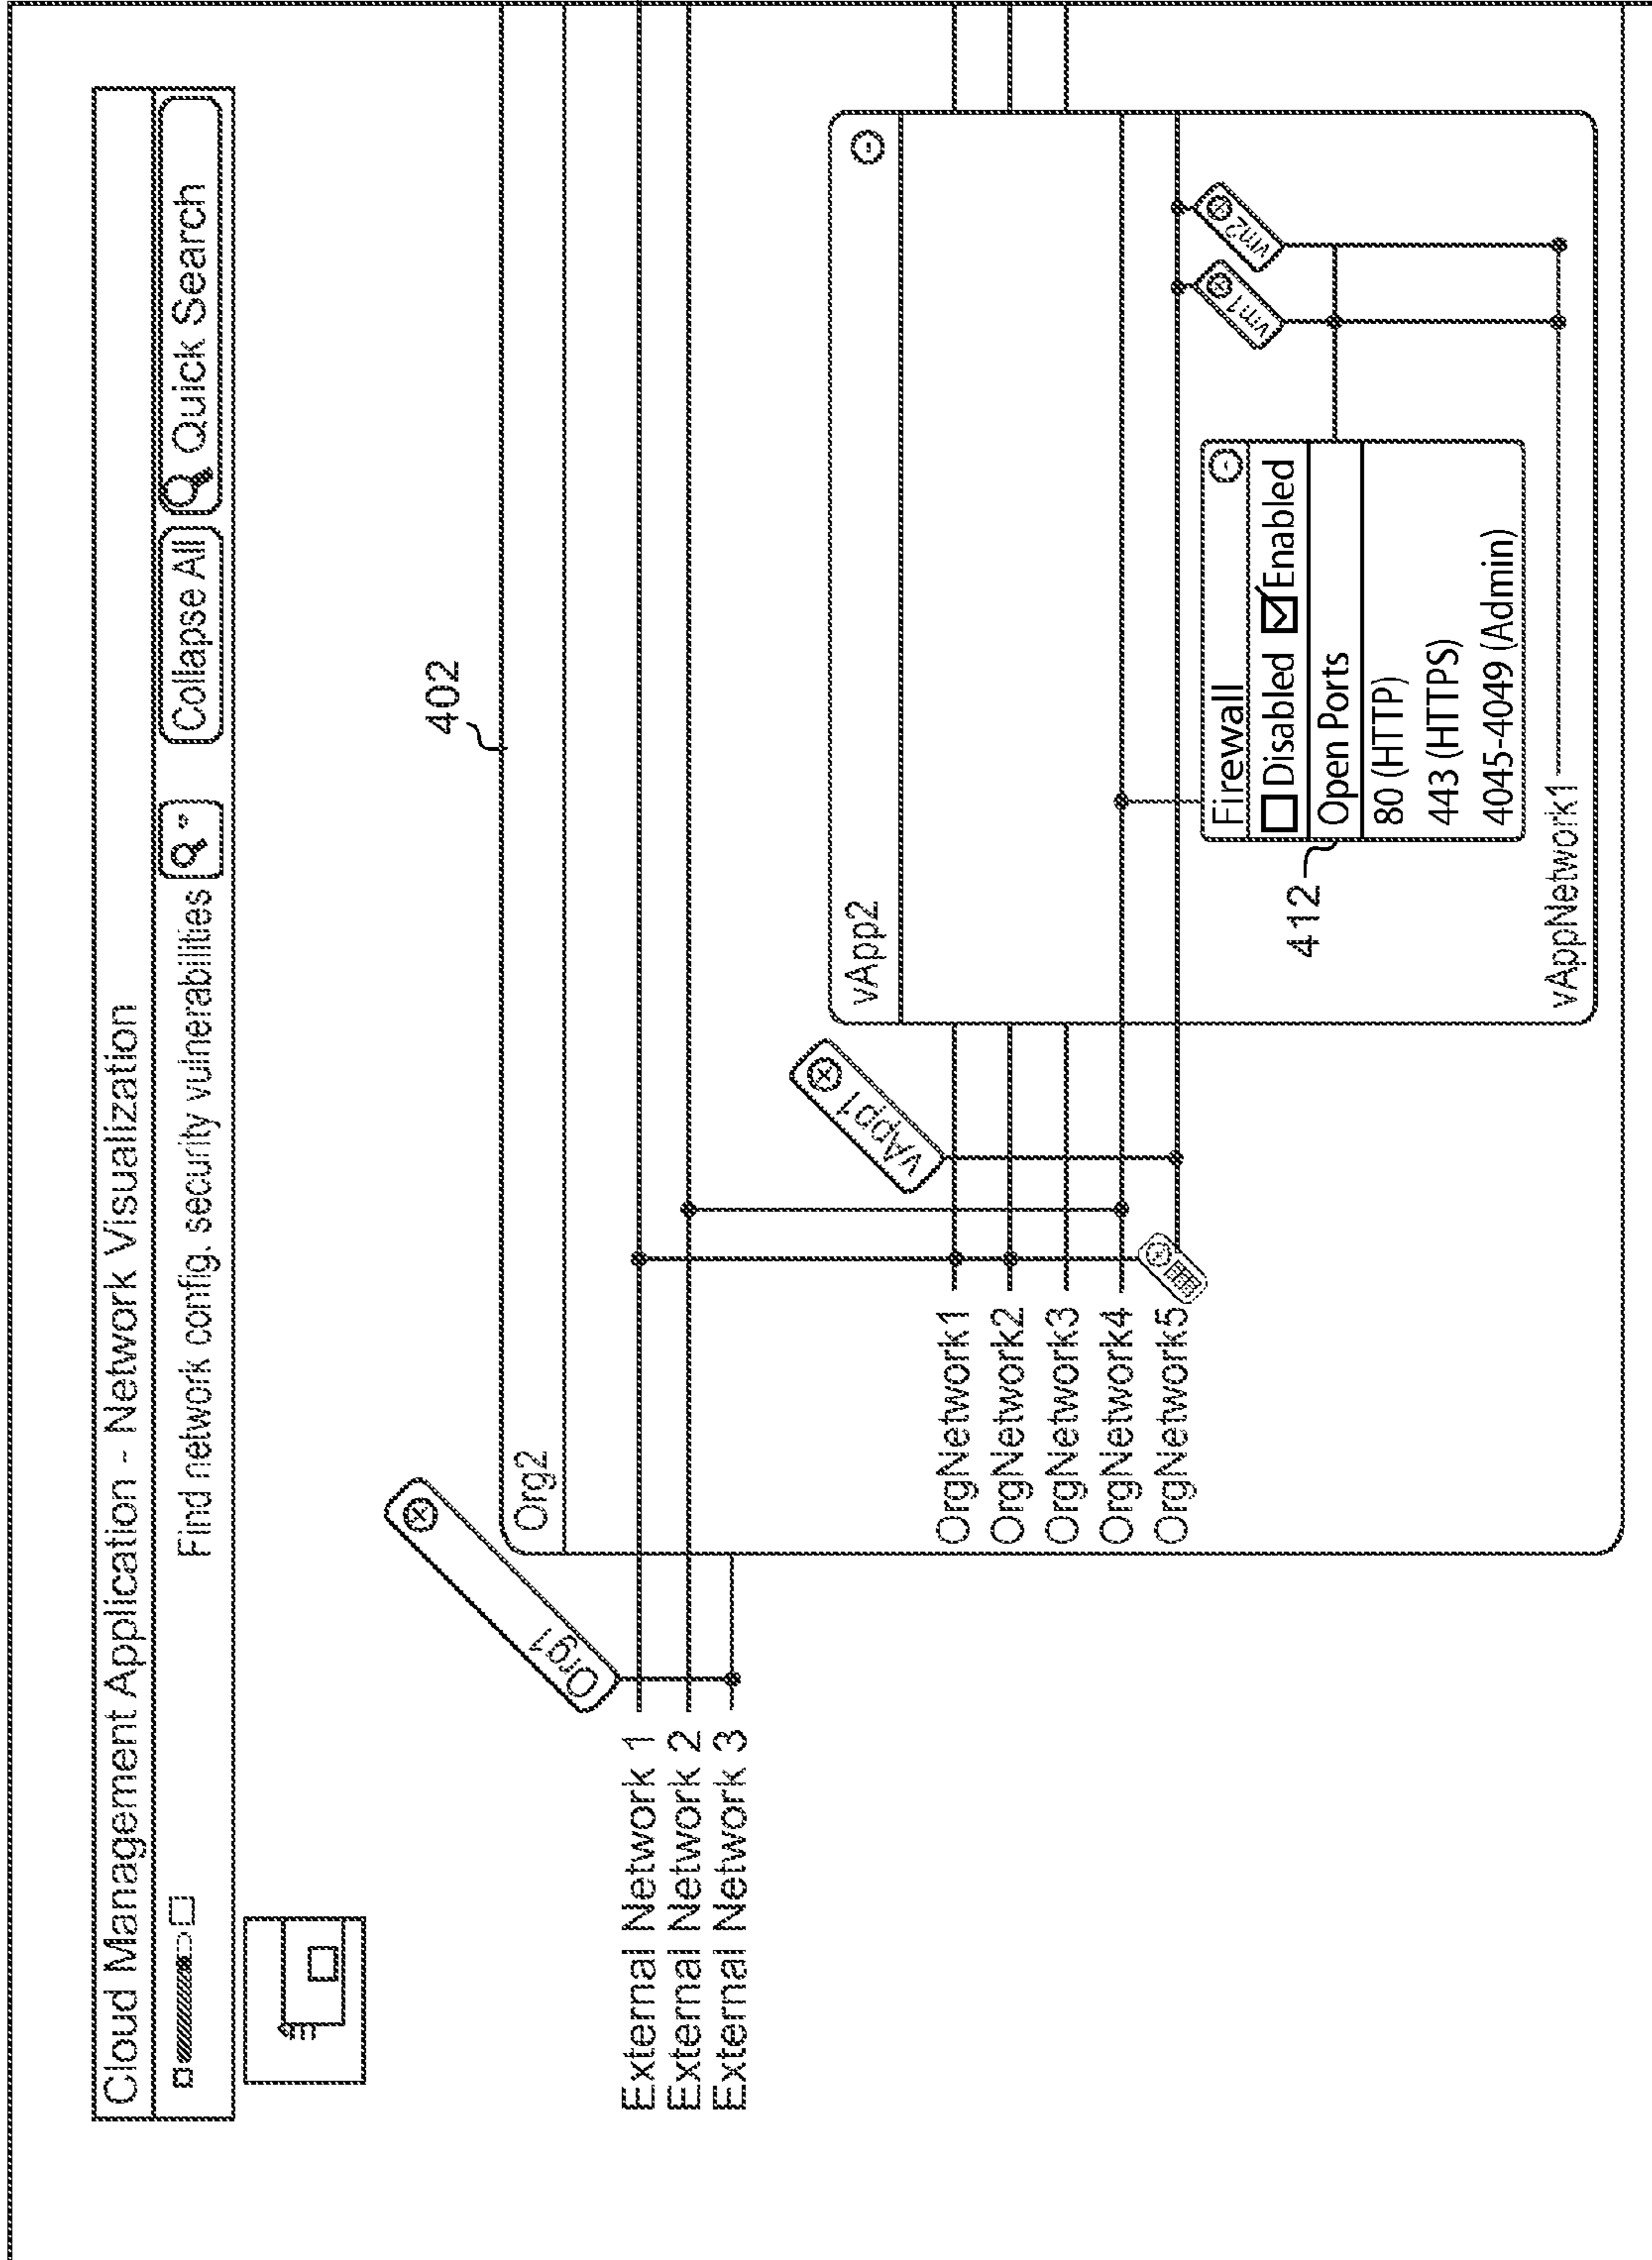 Cloud Management Application - Network Visualization
Find network config. security vulnerabilities
Collapse All
Quick Search
402
Org1
Org2
External Network 1
External Network 2
External Network 3
vApp1
vApp2
OrgNetwork1
OrgNetwork2
OrgNetwork3
OrgNetwork4
OrgNetwork5
vm1
vm2
Firewall
Disabled Enabled
Open Ports
80 (HTTP)
443 (HTTPS)
4045-4049 (Admin)
412
vAppNetwork1